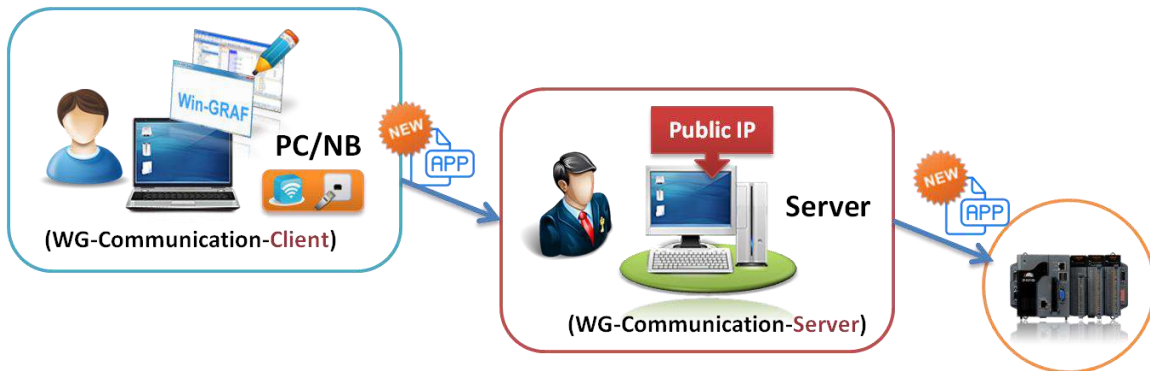 Win-GRAF
PC/NB
(WG-Communication-Client)
NEW
APP
Public IP
Server
(WG-Communication-Server)
NEW
APP